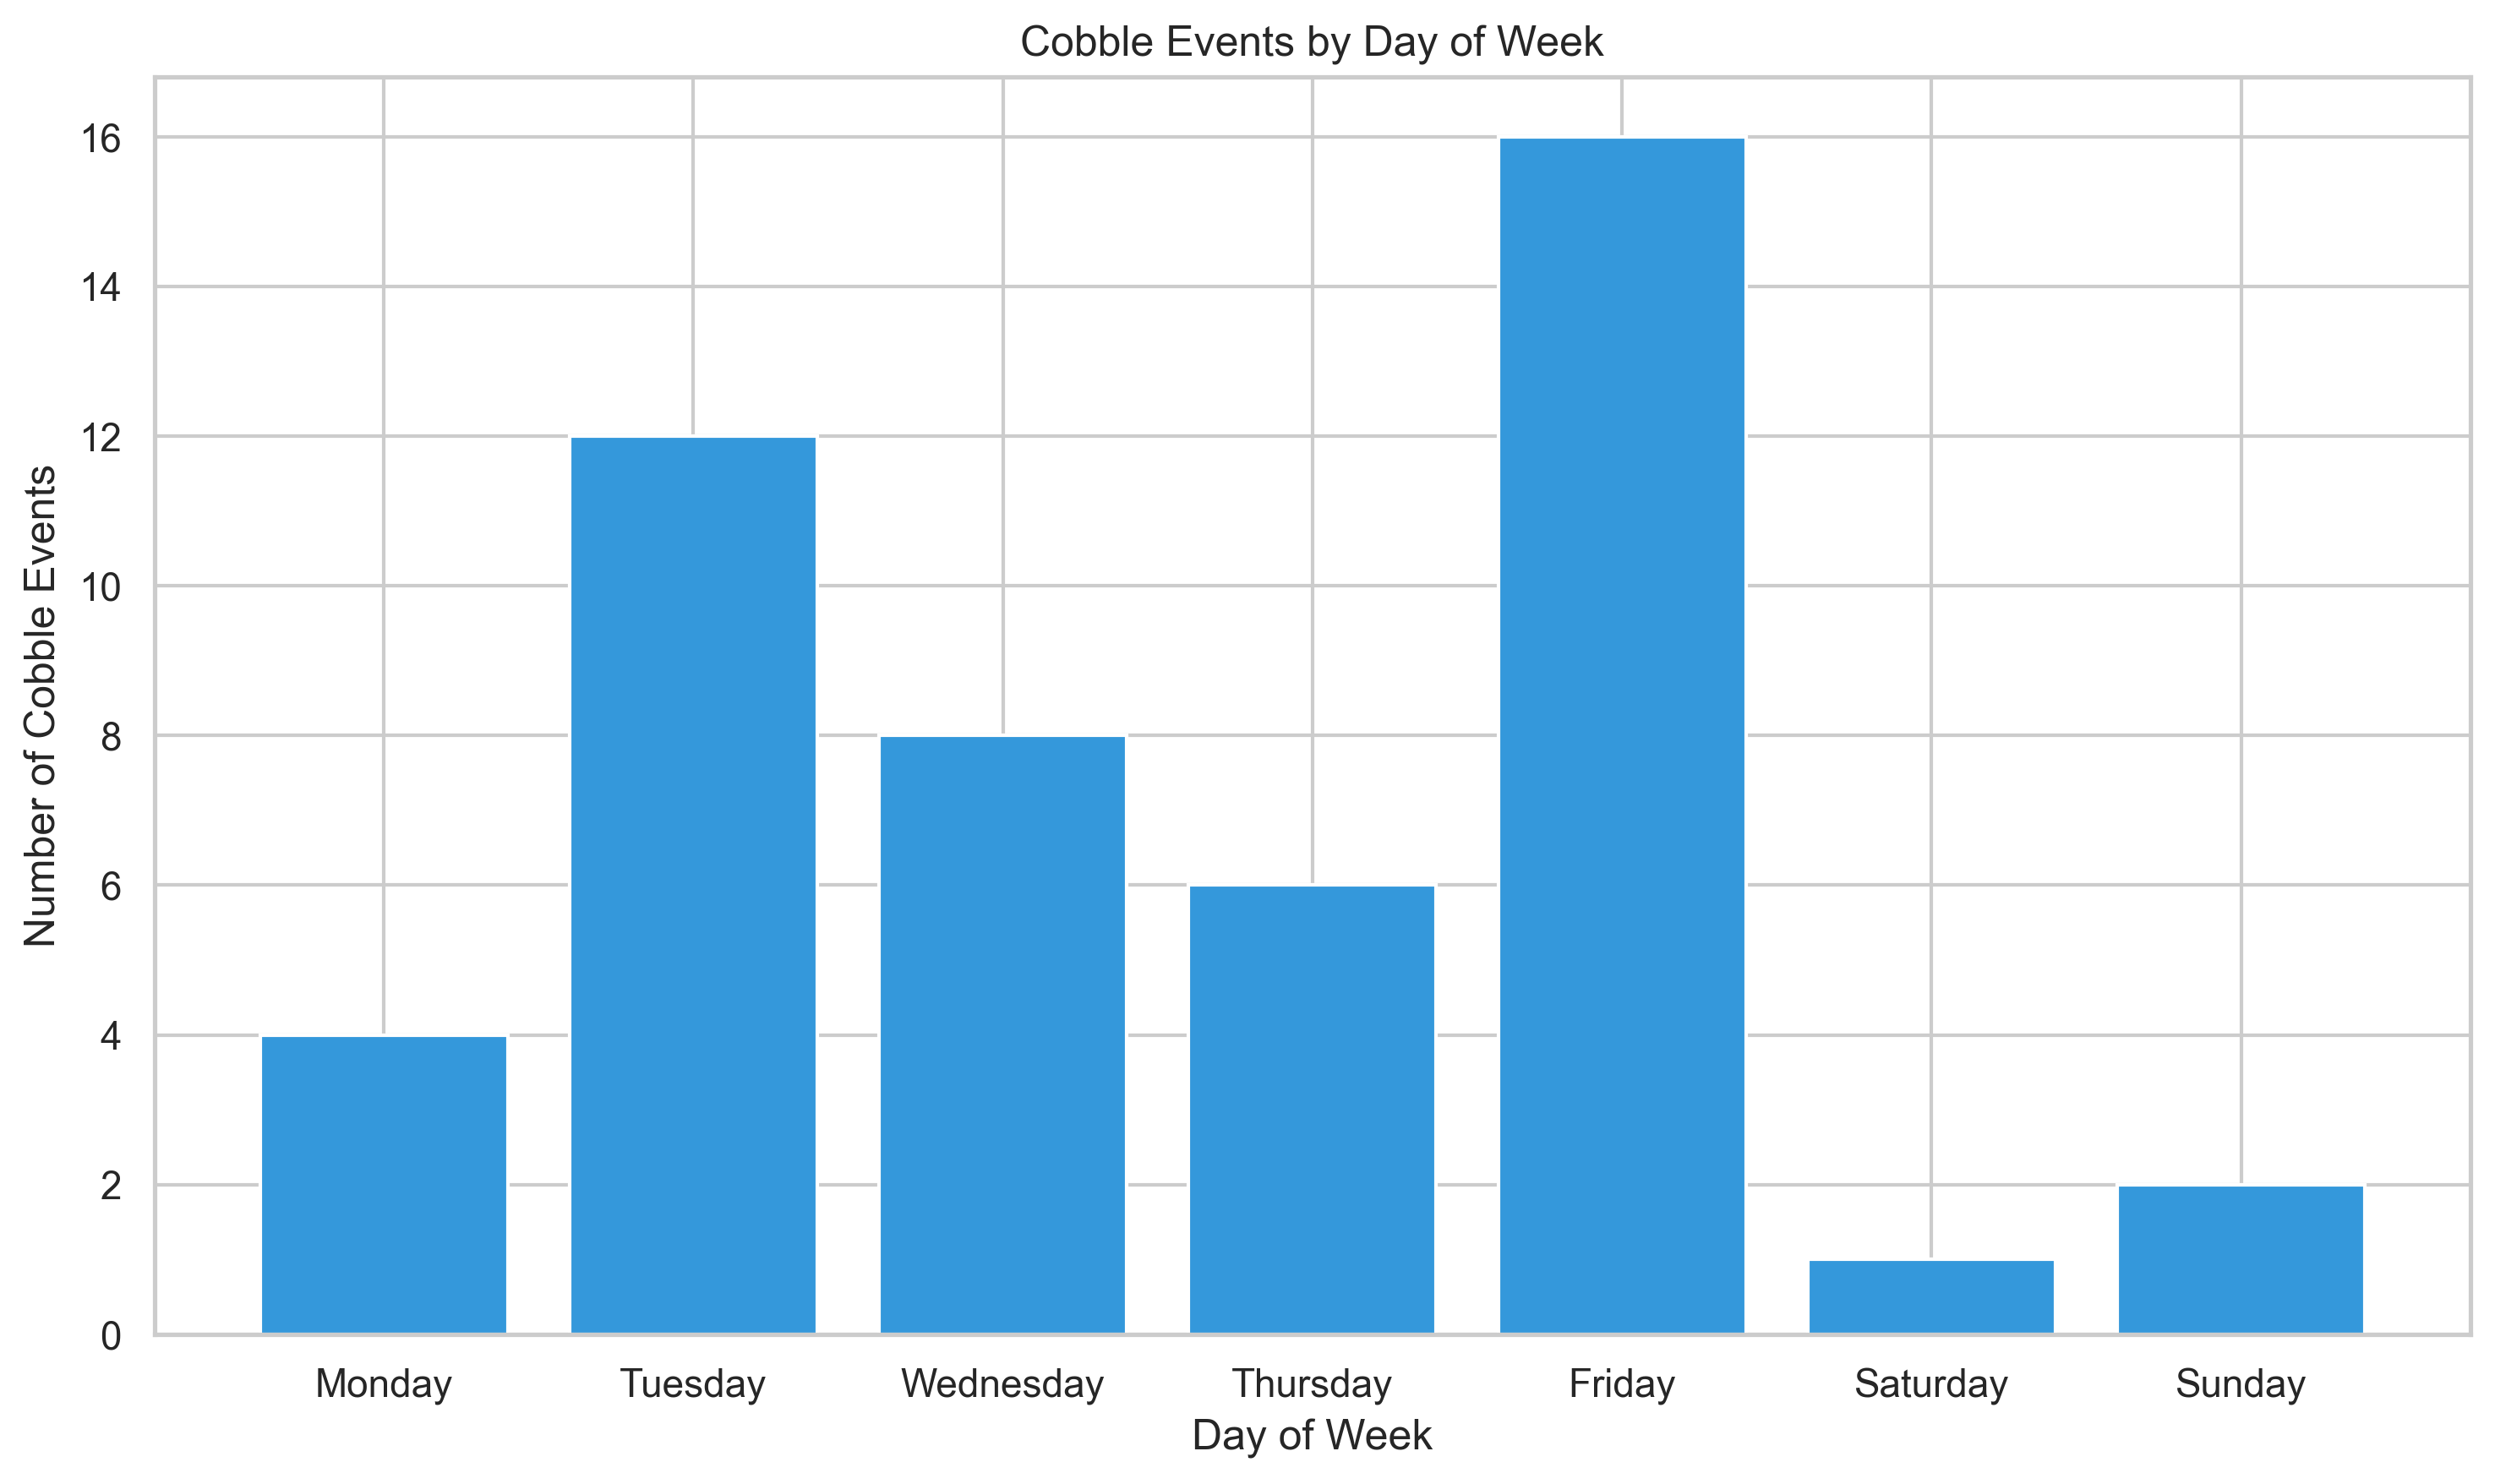 Cobble Events by Day of Week
Number of Cobble Events
16
14
12
10
8
6
4
2
0
Monday Tuesday Wednesday Thursday Friday Saturday Sunday
Day of Week